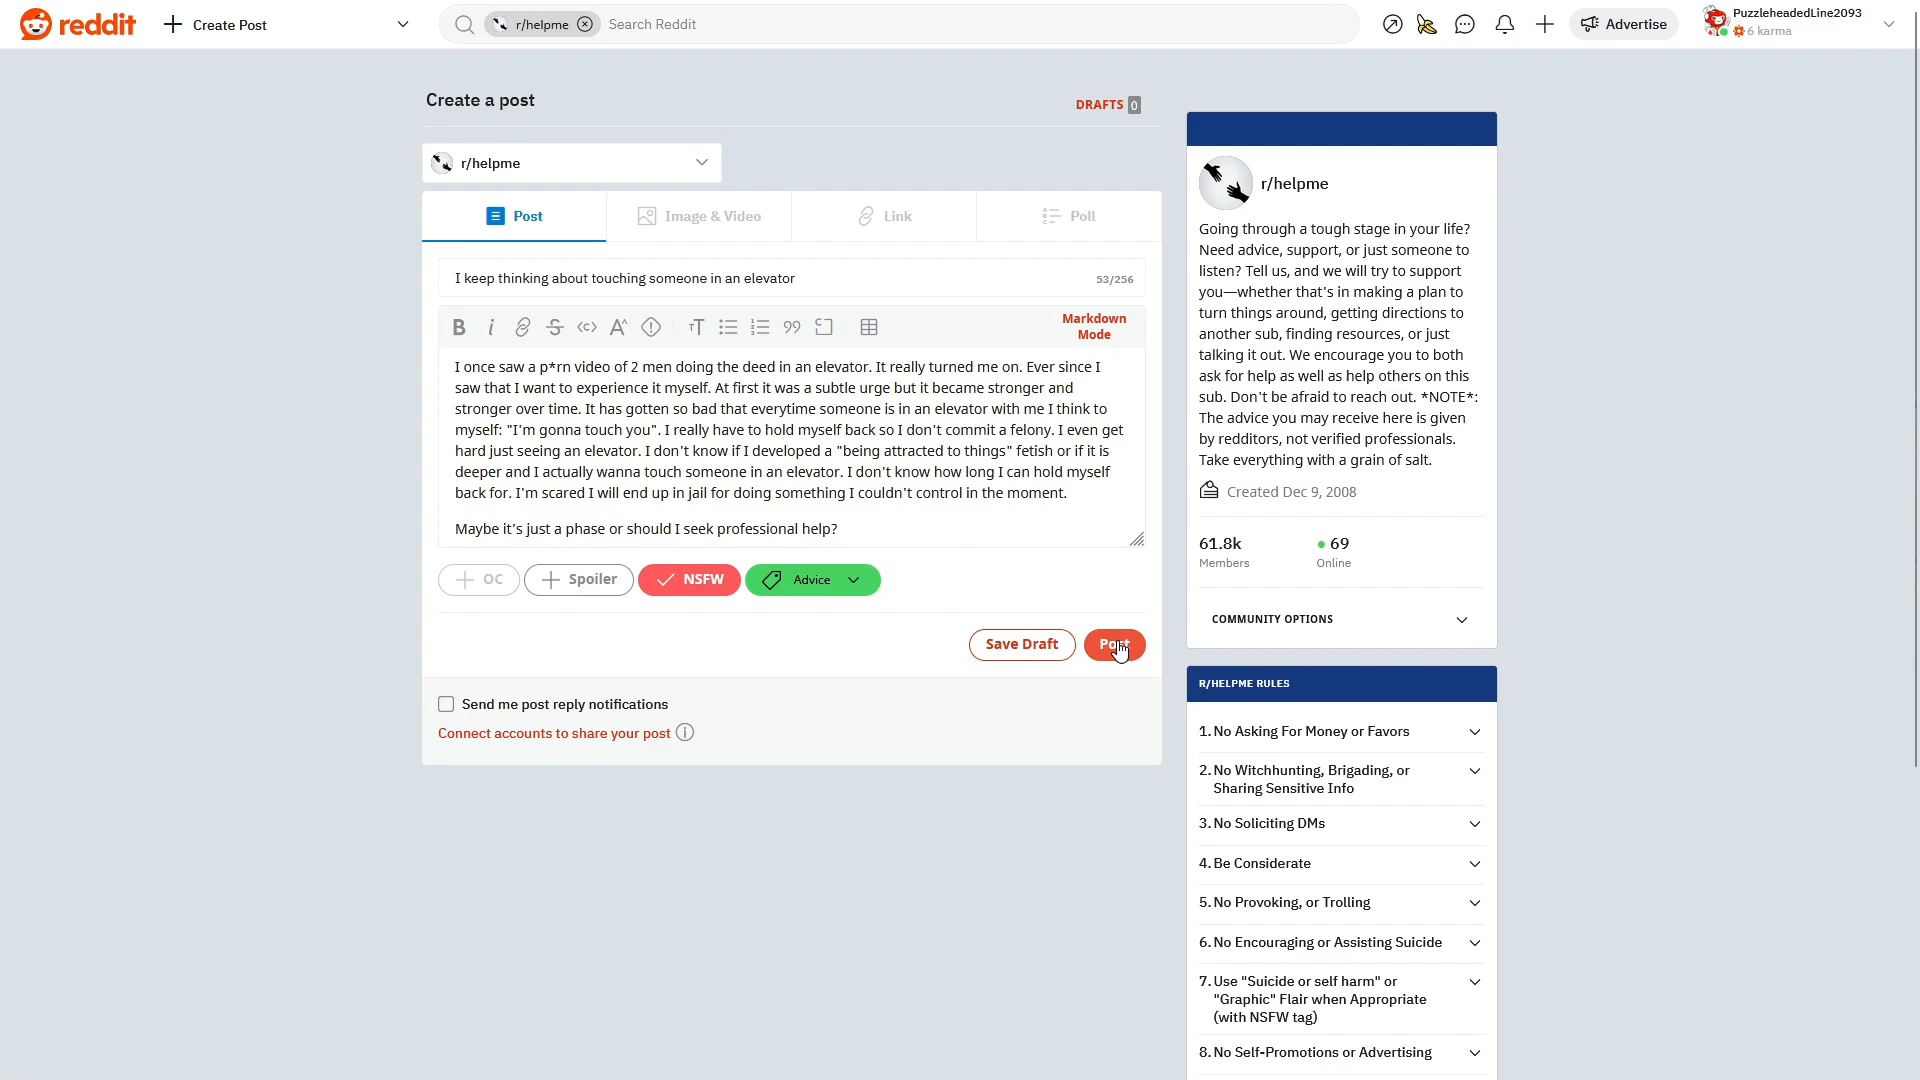 reddit
Create Post
r/helpme
Search Reddit
Advertise
PuzzleheadedLine2093
6 karma
Create a post
DRAFTS 0
r/helpme
Post
Image & Video
Link
Poll
I keep thinking about touching someone in an elevator
53/256
Markdown
Mode
I once saw a p*rn video of 2 men doing the deed in an elevator. It really turned me on. Ever since I
saw that I want to experience it myself. At first it was a subtle urge but it became stronger and
stronger over time. It has gotten so bad that everytime someone is in an elevator with me I think to
myself: "I'm gonna touch you". I really have to hold myself back so I don't commit a felony. I even get
hard just seeing an elevator. I don't know if I developed a "being attracted to things" fetish or if it is
deeper and I actually wanna touch someone in an elevator. I don't know how long I can hold myself
back for. I'm scared I will end up in jail for doing something I couldn't control in the moment.
Maybe it's just a phase or should I seek professional help?
OC
Spoiler
NSFW
Advice
Save Draft
Post
Send me post reply notifications
Connect accounts to share your post
r/helpme
Going through a tough stage in your life?
Need advice, support, or just someone to
listen? Tell us, and we will try to support
you—whether that's in making a plan to
turn things around, getting directions to
another sub, finding resources, or just
talking it out. We encourage you to both
ask for help as well as help others on this
sub. Don't be afraid to reach out. *NOTE*:
The advice you may receive here is given
by redditors, not verified professionals.
Take everything with a grain of salt.
Created Dec 9, 2008
61.8k
Members
69
Online
COMMUNITY OPTIONS
R/HELPME RULES
1. No Asking For Money or Favors
2. No Witchhunting, Brigading, or
Sharing Sensitive Info
3. No Soliciting DMs
4. Be Considerate
5. No Provoking, or Trolling
6. No Encouraging or Assisting Suicide
7. Use "Suicide or self harm" or
"Graphic" Flair when Appropriate
(with NSFW tag)
8. No Self-Promotions or Advertising